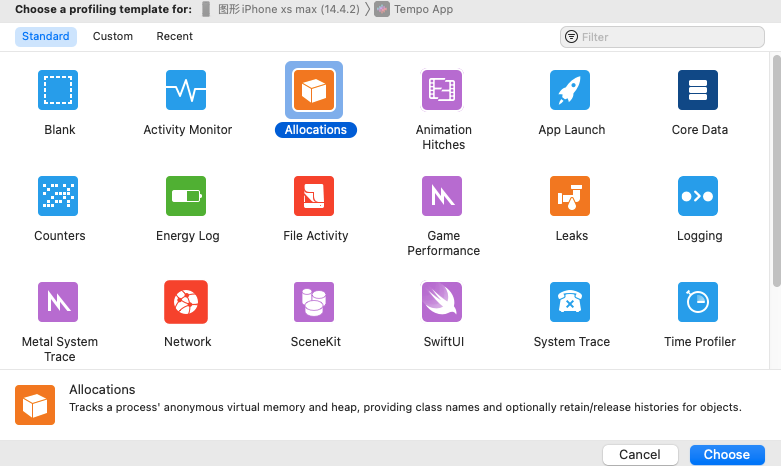 Choose a profiling template for: 图形iPhone xs max (14.4.2) 〉 Tempo App
Standard Custom Recent Filter
Blank Activity Monitor Allocations Animation Hitches App Launch Core Data
Counters Energy Log File Activity Game Performance Leaks Logging
Metal System Trace Network SceneKit SwiftUI System Trace Time Profiler
Allocations
Tracks a process' anonymous virtual memory and heap, providing class names and optionally retain/release histories for objects.
Cancel Choose